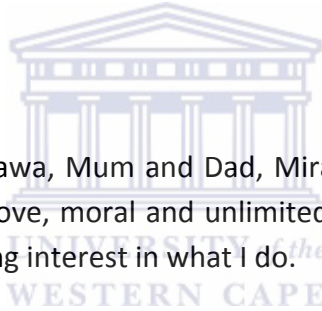 awa, Mum and Dad, Mira
ove, moral and unlimited
UNIVERSITY of the
ng interest in what I do.
WESTERN CAPE